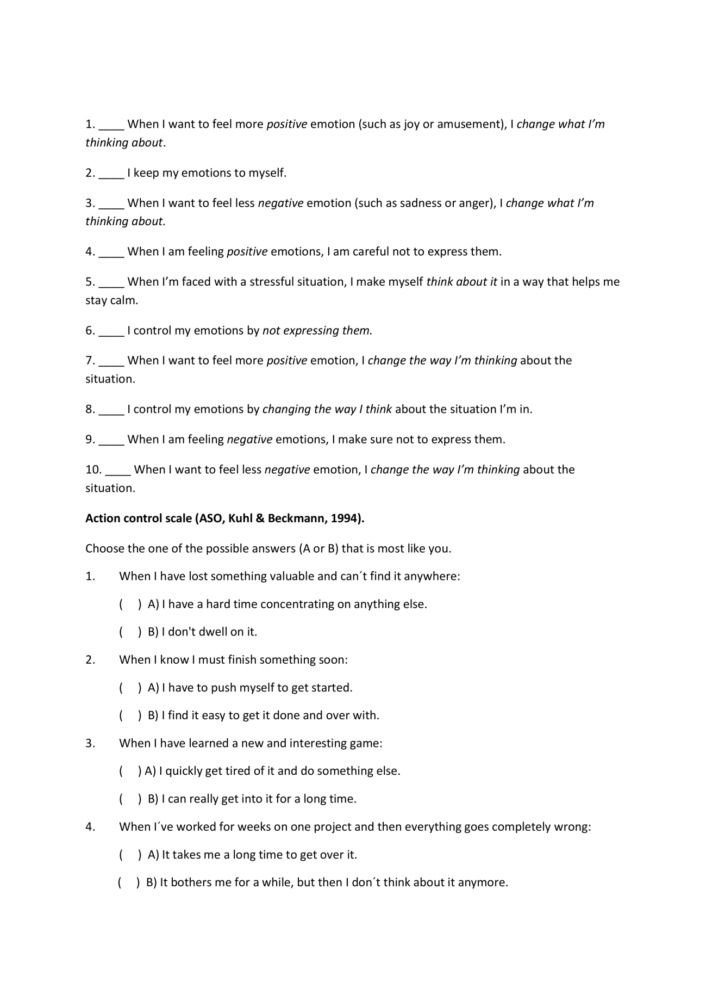 1. ____ When I want to feel more positive emotion (such as joy or amusement), I change what I’m
thinking about.
2. ____ I keep my emotions to myself.
3. ____ When I want to feel less negative emotion (such as sadness or anger), I change what I’m
thinking about.
4. ____ When I am feeling positive emotions, I am careful not to express them.
5. ____ When I’m faced with a stressful situation, I make myself think about it in a way that helps me
stay calm.
6. ____ I control my emotions by not expressing them.
7. ____ When I want to feel more positive emotion, I change the way I’m thinking about the
situation.
8. ____ I control my emotions by changing the way I think about the situation I’m in.
9. ____ When I am feeling negative emotions, I make sure not to express them.
10. ____ When I want to feel less negative emotion, I change the way I’m thinking about the
situation.
Action control scale (ASO, Kuhl & Beckmann, 1994).
Choose the one of the possible answers (A or B) that is most like you.
1. When I have lost something valuable and can´t find it anywhere:
( ) A) I have a hard time concentrating on anything else.
( ) B) I don't dwell on it.
2. When I know I must finish something soon:
( ) A) I have to push myself to get started.
( ) B) I find it easy to get it done and over with.
3. When I have learned a new and interesting game:
( ) A) I quickly get tired of it and do something else.
( ) B) I can really get into it for a long time.
4. When I´ve worked for weeks on one project and then everything goes completely wrong:
( ) A) It takes me a long time to get over it.
( ) B) It bothers me for a while, but then I don´t think about it anymore.